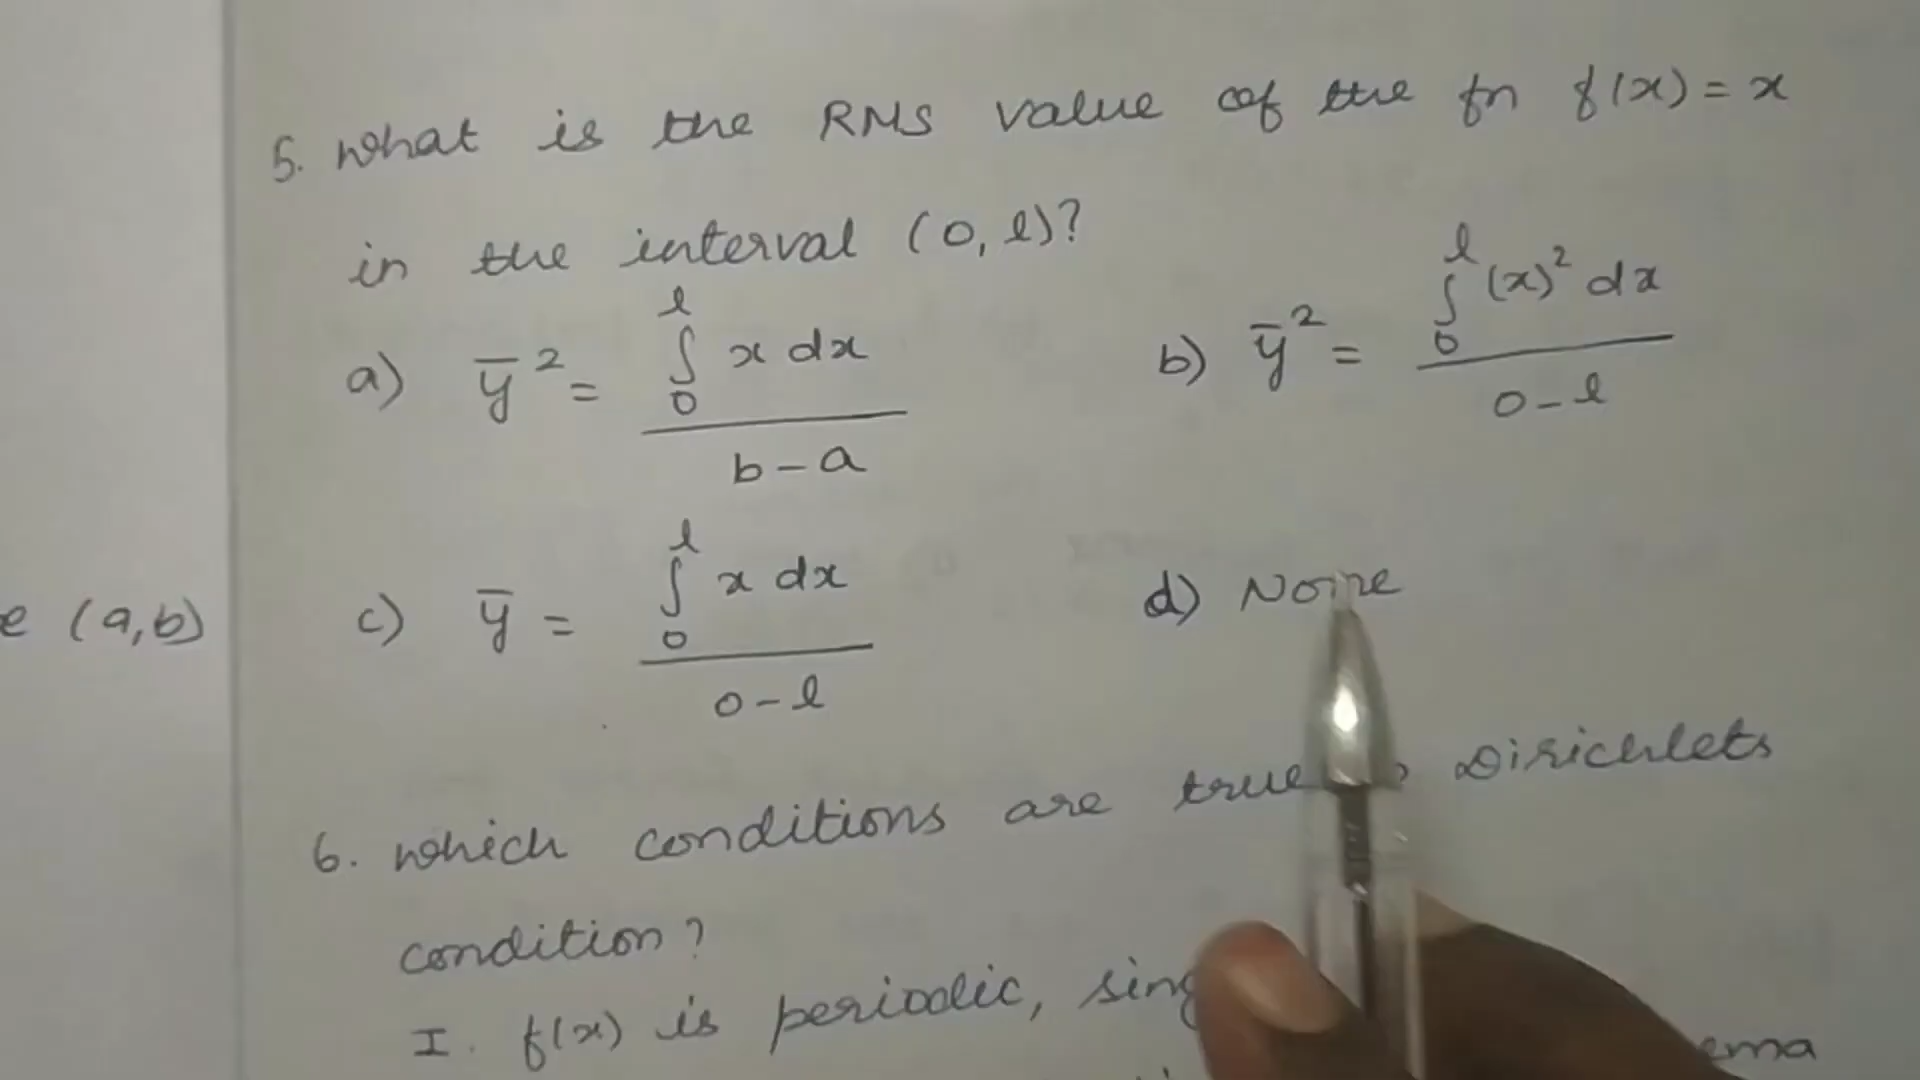 5. What is the RMS value of the fn f(x) = x
in the interval (0, l)?
a) ȳ² = ∫₀ˡ x dx / b - a
b) ȳ² = ∫₀ˡ (x)² dx / 0 - l
e (a,b)
c) ȳ = ∫₀ˡ x dx / 0 - l
d) None
6. Which conditions are true Dirichlets
condition?
I. f(x) is periodic,